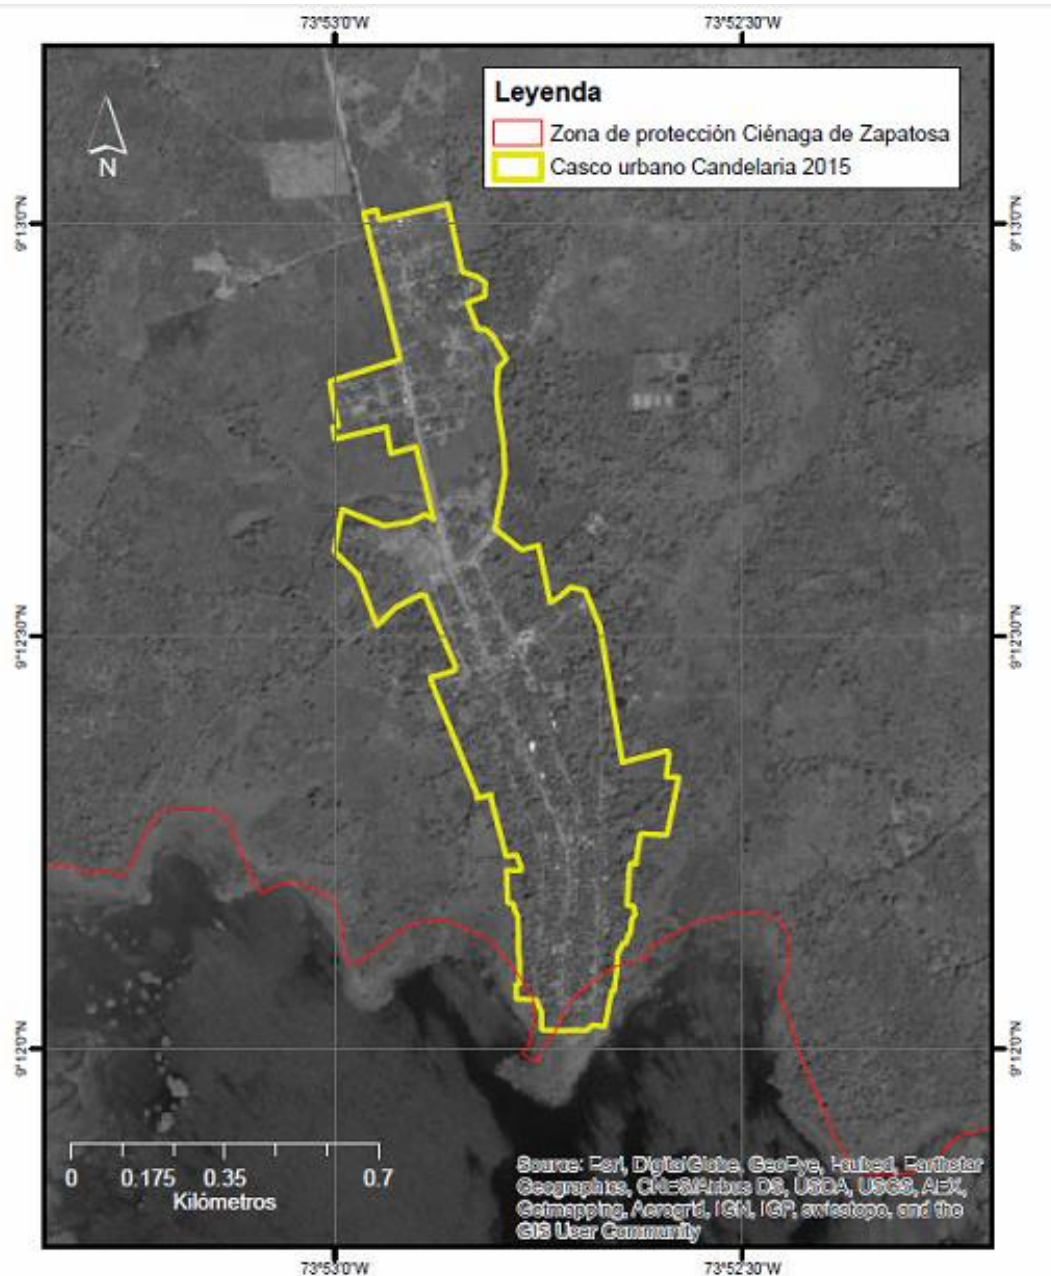 73°53'0"W
73°52'30"W
Leyenda
Zona de protección Ciénaga de Zapatosa
Casco urbano Candelaria 2015
N
9°13'0"N
9°13'0"N
9°12'30"N
9°12'30"N
9°12'0"N
9°12'0"N
0 0.175 0.35 0.7
Kilómetros
Source: Esri, DigitalGlobe, GeoEye, i-cubed, Earthstar
Geographics, CNES/Airbus DS, USDA, USGS, AEX,
Getmapping, Aerogrid, IGN, IGP, swisstopo, and the
GIS User Community
73°53'0"W
73°52'30"W